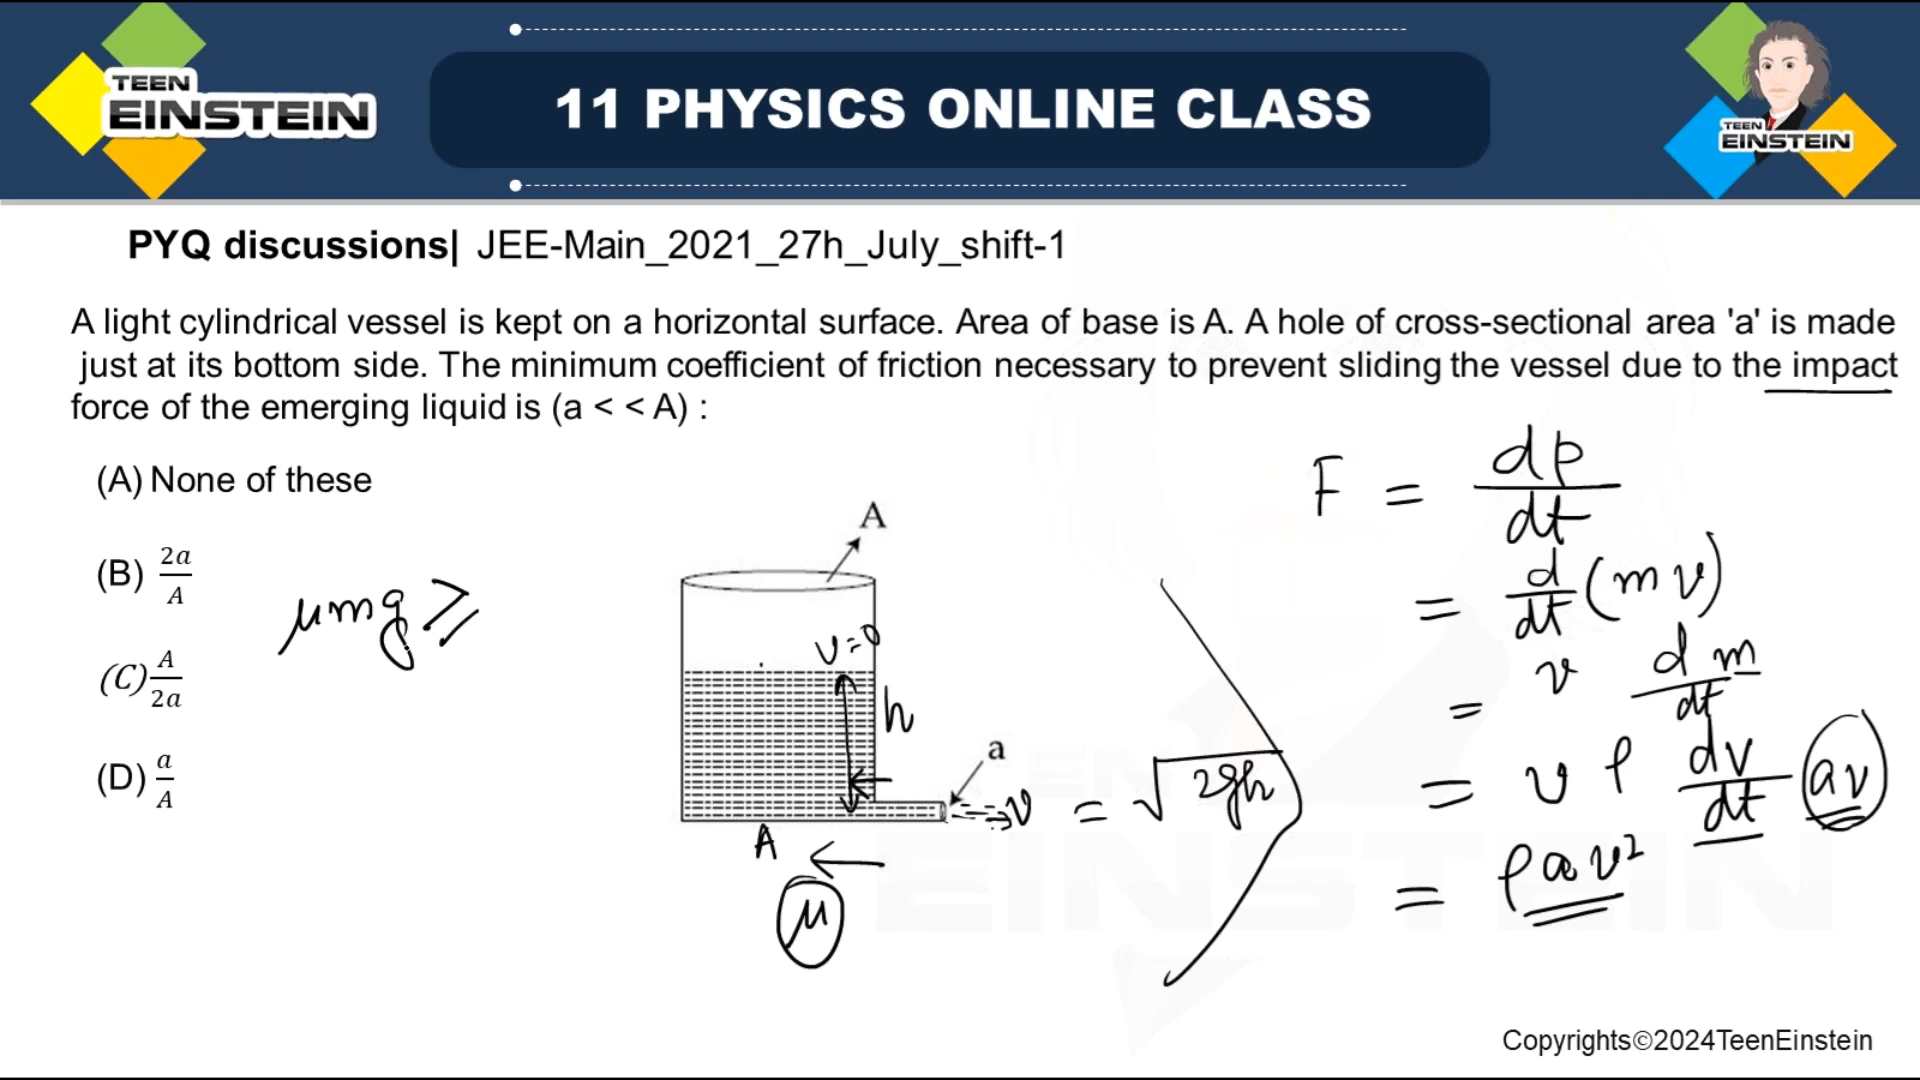 TEEN
EINSTEIN
11 PHYSICS ONLINE CLASS
TEEN
EINSTEIN
PYQ discussions| JEE-Main_2021_27h_July_shift-1
A light cylindrical vessel is kept on a horizontal surface. Area of base is A. A hole of cross-sectional area 'a' is made
just at its bottom side. The minimum coefficient of friction necessary to prevent sliding the vessel due to the impact
force of the emerging liquid is (a < < A) :
(A) None of these
(B) 2a/A
(C) A/2a
(D) a/A
μmg ≥
A
v=0
h
a
v = √2gh
A
μ
F = dp/dt
= d/dt (mv)
= v dm/dt
= v ρ dv/dt av
= ρav²
EINSTEIN
Copyrights©2024TeenEinstein